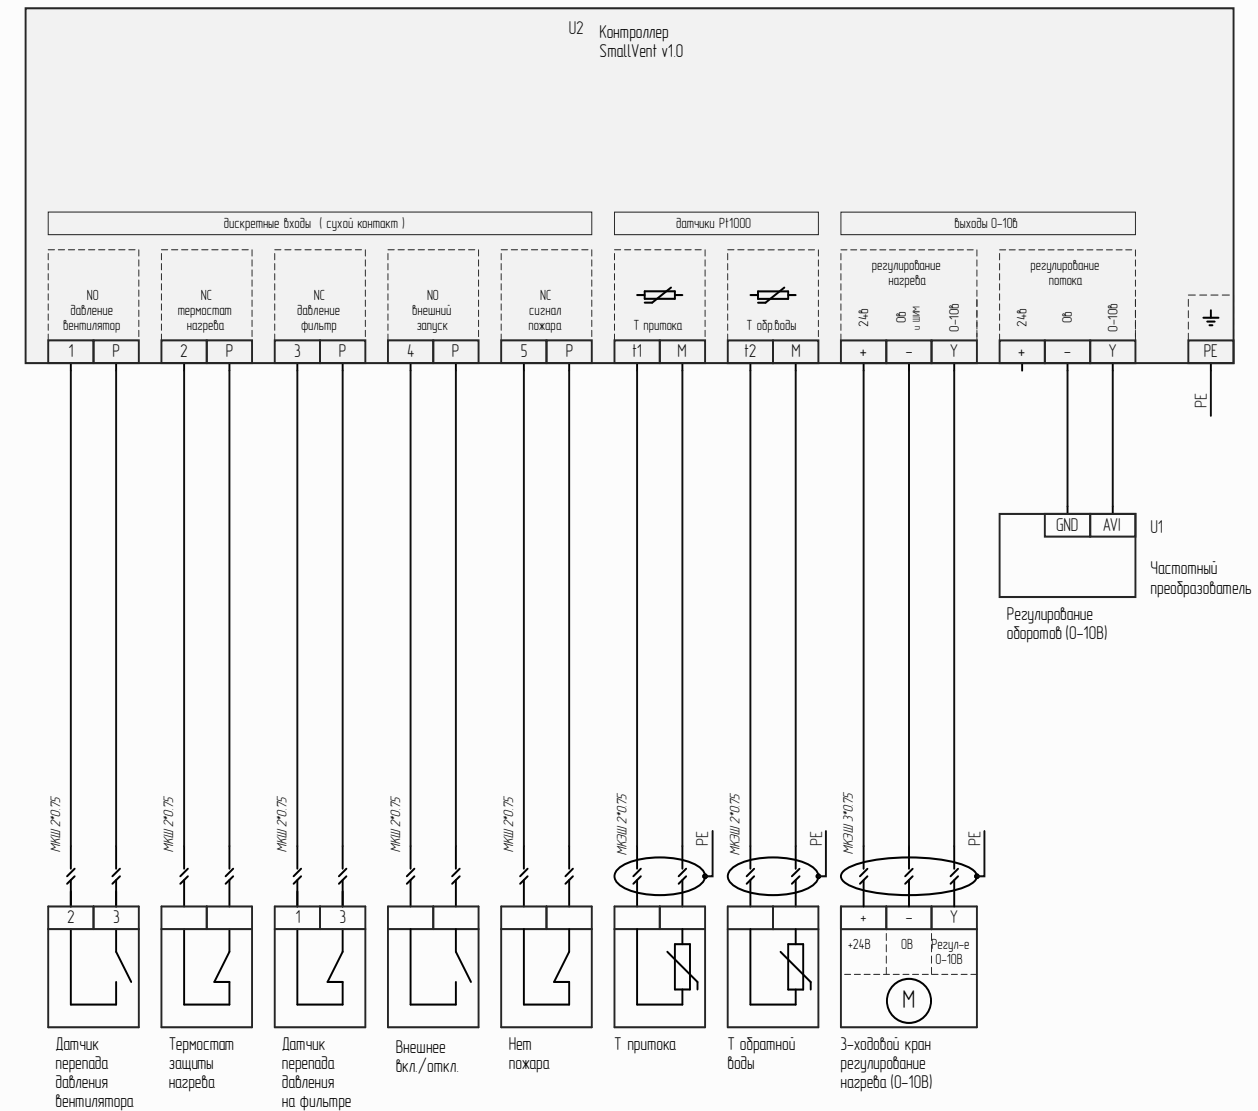 U2
Контроллер
SmallVent v1.0
дискретные входы ( сухой контакт )
датчики Pt1000
выходы 0-10в
NO
давление
вентилятор
NC
термостат
нагрева
NC
давление
фильтр
NO
внешний
запуск
NC
сигнал
пожара
Т притока
Т обр.воды
регулирование
нагрева
24в
0в
и ШИМ
0-10в
регулирование
потока
24в
0в
0-10в
1 P 2 P 3 P 4 P 5 P t1 M t2 M + - Y + - Y PE
PE
GND AVI
U1
Частотный
преобразователь
Регулирование
оборотов (0-10В)
МКШ 2*0.75
МКШ 2*0.75
МКШ 2*0.75
МКШ 2*0.75
МКШ 2*0.75
МКЭШ 2*0.75
PE
МКЭШ 2*0.75
PE
МКЭШ 3*0.75
PE
2 3
1 3
+ - Y
+24В
0В
Регул-е
0-10В
M
Датчик
перепада
давления
вентилятора
Термостат
защиты
нагрева
Датчик
перепада
давления
на фильтре
Внешнее
вкл./откл.
Нет
пожара
Т притока
Т обратной
воды
3-ходовой кран
регулирование
нагрева (0-10В)